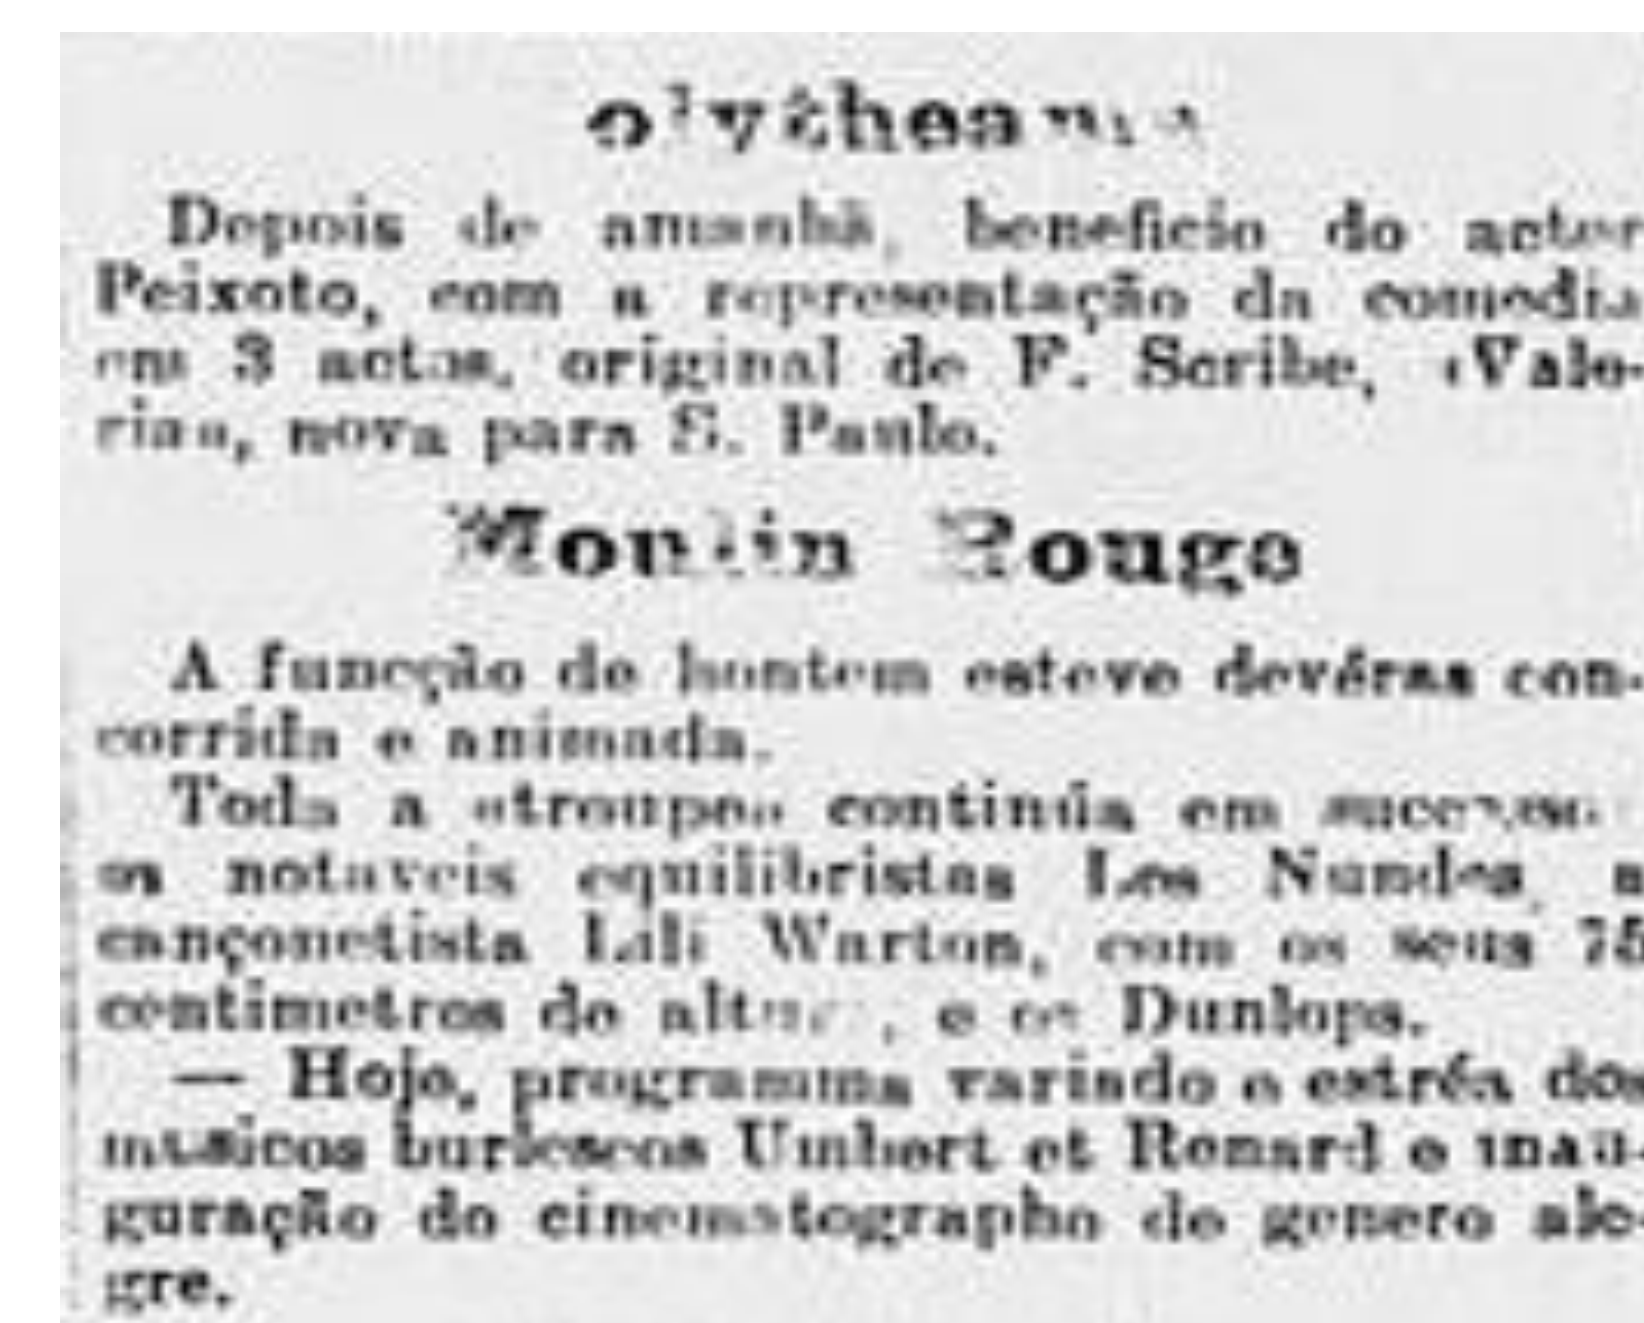 olytheama
Depois de amanhã, beneficio do actor
Peixoto, com a representação da comedia
em 3 actos, original de F. Scribe, «Vale-
ria», nova para S. Paulo.
Moulin Rouge
A funcção de hontem esteve devéras con-
corrida e animada.
Toda a «troupe» continúa em successo:
os notaveis equilibristas Les Nandes, a
cançonetista Lili Warton, com os seus 75
centimetros de altura, e os Dunlops.
— Hoje, programma variado e estréa dos
musicos burlescos Umbert et Renard e inau-
guração do cinematographo do genero ale-
gre.